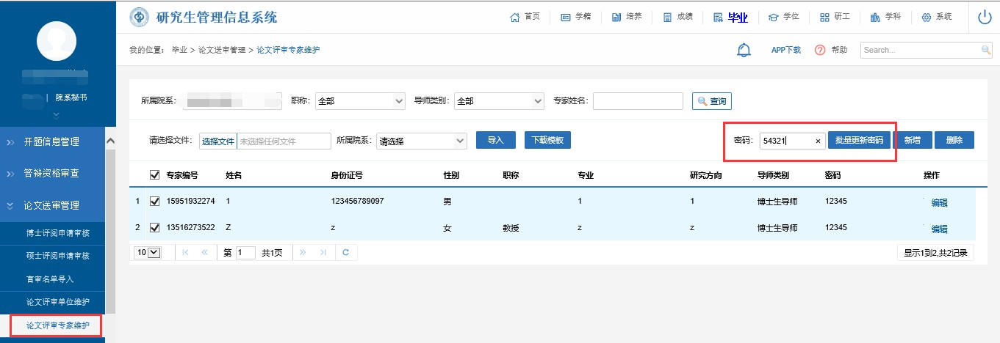 研究生管理信息系统
首页 学籍 培养 成绩 毕业 学位 研工 学科 系统
院系秘书
我的位置： 毕业 > 论文送审管理 > 论文评审专家维护
APP下载 帮助 Search...
开题信息管理
答辩资格审查
论文送审管理
博士评阅申请审核
硕士评阅申请审核
盲审名单导入
论文评审单位维护
论文评审专家维护
所属院系： 职称： 全部 导师类别： 全部 专家姓名： 查询
请选择文件： 选择文件 未选择任何文件 所属院系： 请选择 导入 下载模板 密码： 54321 × 批量更新密码 新增 删除
专家编号 姓名 身份证号 性别 职称 专业 研究方向 导师类别 密码 操作
1 15951932274 1 123456789097 男 1 1 博士生导师 12345 编辑
2 13516273522 Z z 女 教授 z z 博士生导师 12345 编辑
10 第 1 共1页 显示1到2,共2记录